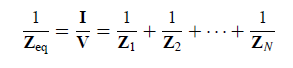 1/Z_eq = I/V = 1/Z_1 + 1/Z_2 + ··· + 1/Z_N